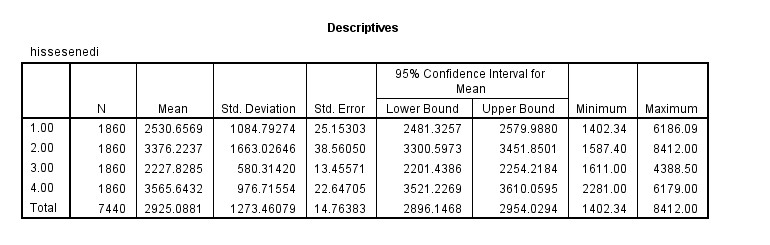 Descriptives
hissesenedi
95% Confidence Interval for Mean
N Mean Std. Deviation Std. Error Lower Bound Upper Bound Minimum Maximum
1.00 1860 2530.6569 1084.79274 25.15303 2481.3257 2579.9880 1402.34 6186.09
2.00 1860 3376.2237 1663.02646 38.56050 3300.5973 3451.8501 1587.40 8412.00
3.00 1860 2227.8285 580.31420 13.45571 2201.4386 2254.2184 1611.00 4388.50
4.00 1860 3565.6432 976.71554 22.64705 3521.2269 3610.0595 2281.00 6179.00
Total 7440 2925.0881 1273.46079 14.76383 2896.1468 2954.0294 1402.34 8412.00